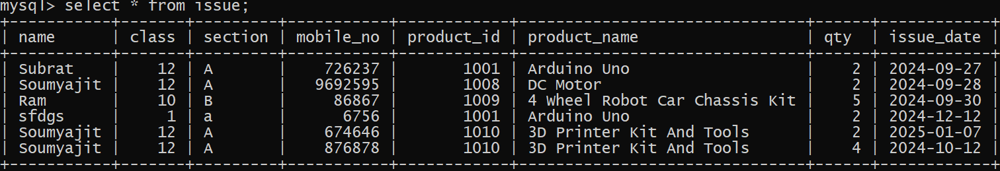 mysql> select * from issue;
+-----------+-------+---------+-----------+------------+-----------------------------+-----+------------+
| name      | class | section | mobile_no | product_id | product_name                | qty | issue_date |
+-----------+-------+---------+-----------+------------+-----------------------------+-----+------------+
| Subrat    |    12 | A       |    726237 |       1001 | Arduino Uno                 |   2 | 2024-09-27 |
| Soumyajit |    12 | A       |   9692595 |       1008 | DC Motor                    |   2 | 2024-09-28 |
| Ram       |    10 | B       |     86867 |       1009 | 4 Wheel Robot Car Chassis Kit |   5 | 2024-09-30 |
| sfdgs     |     1 | a       |      6756 |       1001 | Arduino Uno                 |   2 | 2024-12-12 |
| Soumyajit |    12 | A       |    674646 |       1010 | 3D Printer Kit And Tools    |   2 | 2025-01-07 |
| Soumyajit |    12 | A       |    876878 |       1010 | 3D Printer Kit And Tools    |   4 | 2024-10-12 |
+-----------+-------+---------+-----------+------------+-----------------------------+-----+------------+